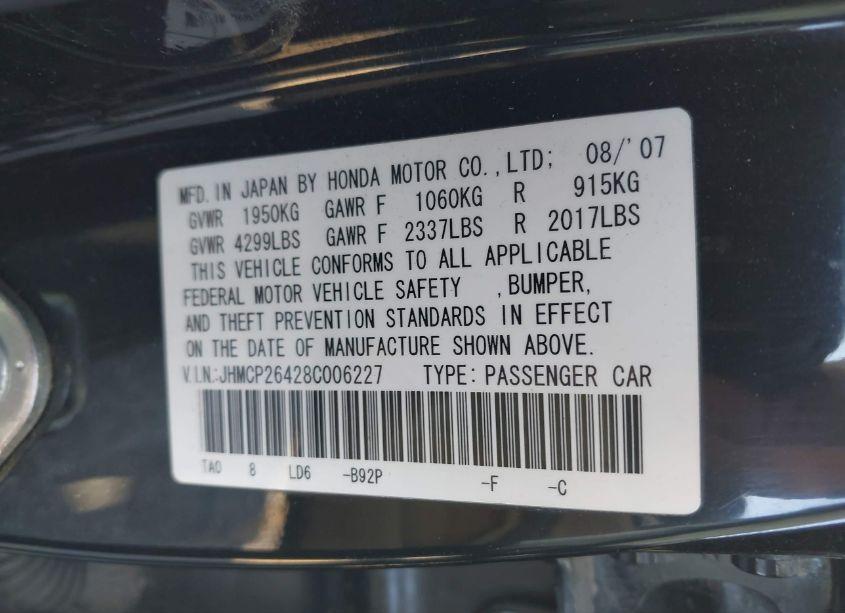 MFD. IN JAPAN BY HONDA MOTOR CO.,LTD; 08/'07
GVWR 1950KG GAWR F 1060KG R 915KG
GVWR 4299LBS GAWR F 2337LBS R 2017LBS
THIS VEHICLE CONFORMS TO ALL APPLICABLE
FEDERAL MOTOR VEHICLE SAFETY ,BUMPER,
AND THEFT PREVENTION STANDARDS IN EFFECT
ON THE DATE OF MANUFACTURE SHOWN ABOVE.
V.I.N.:JHMCP26428C006227 TYPE: PASSENGER CAR
TA0 8 LD6 -B92P -F -C